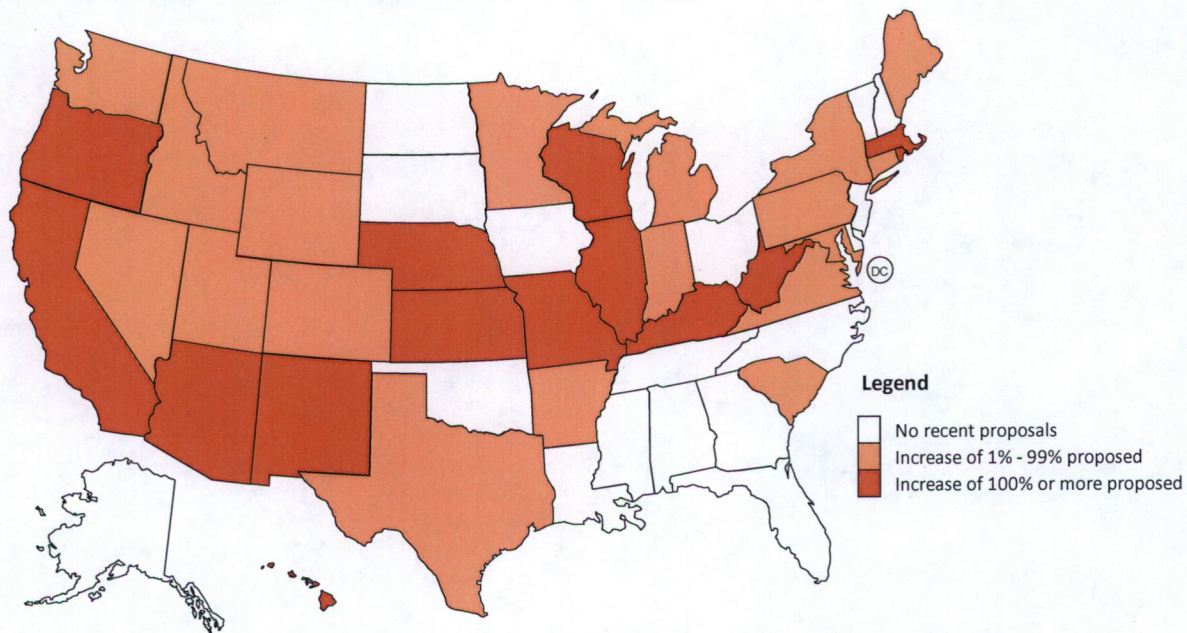 DC
Legend
No recent proposals
Increase of 1% - 99% proposed
Increase of 100% or more proposed